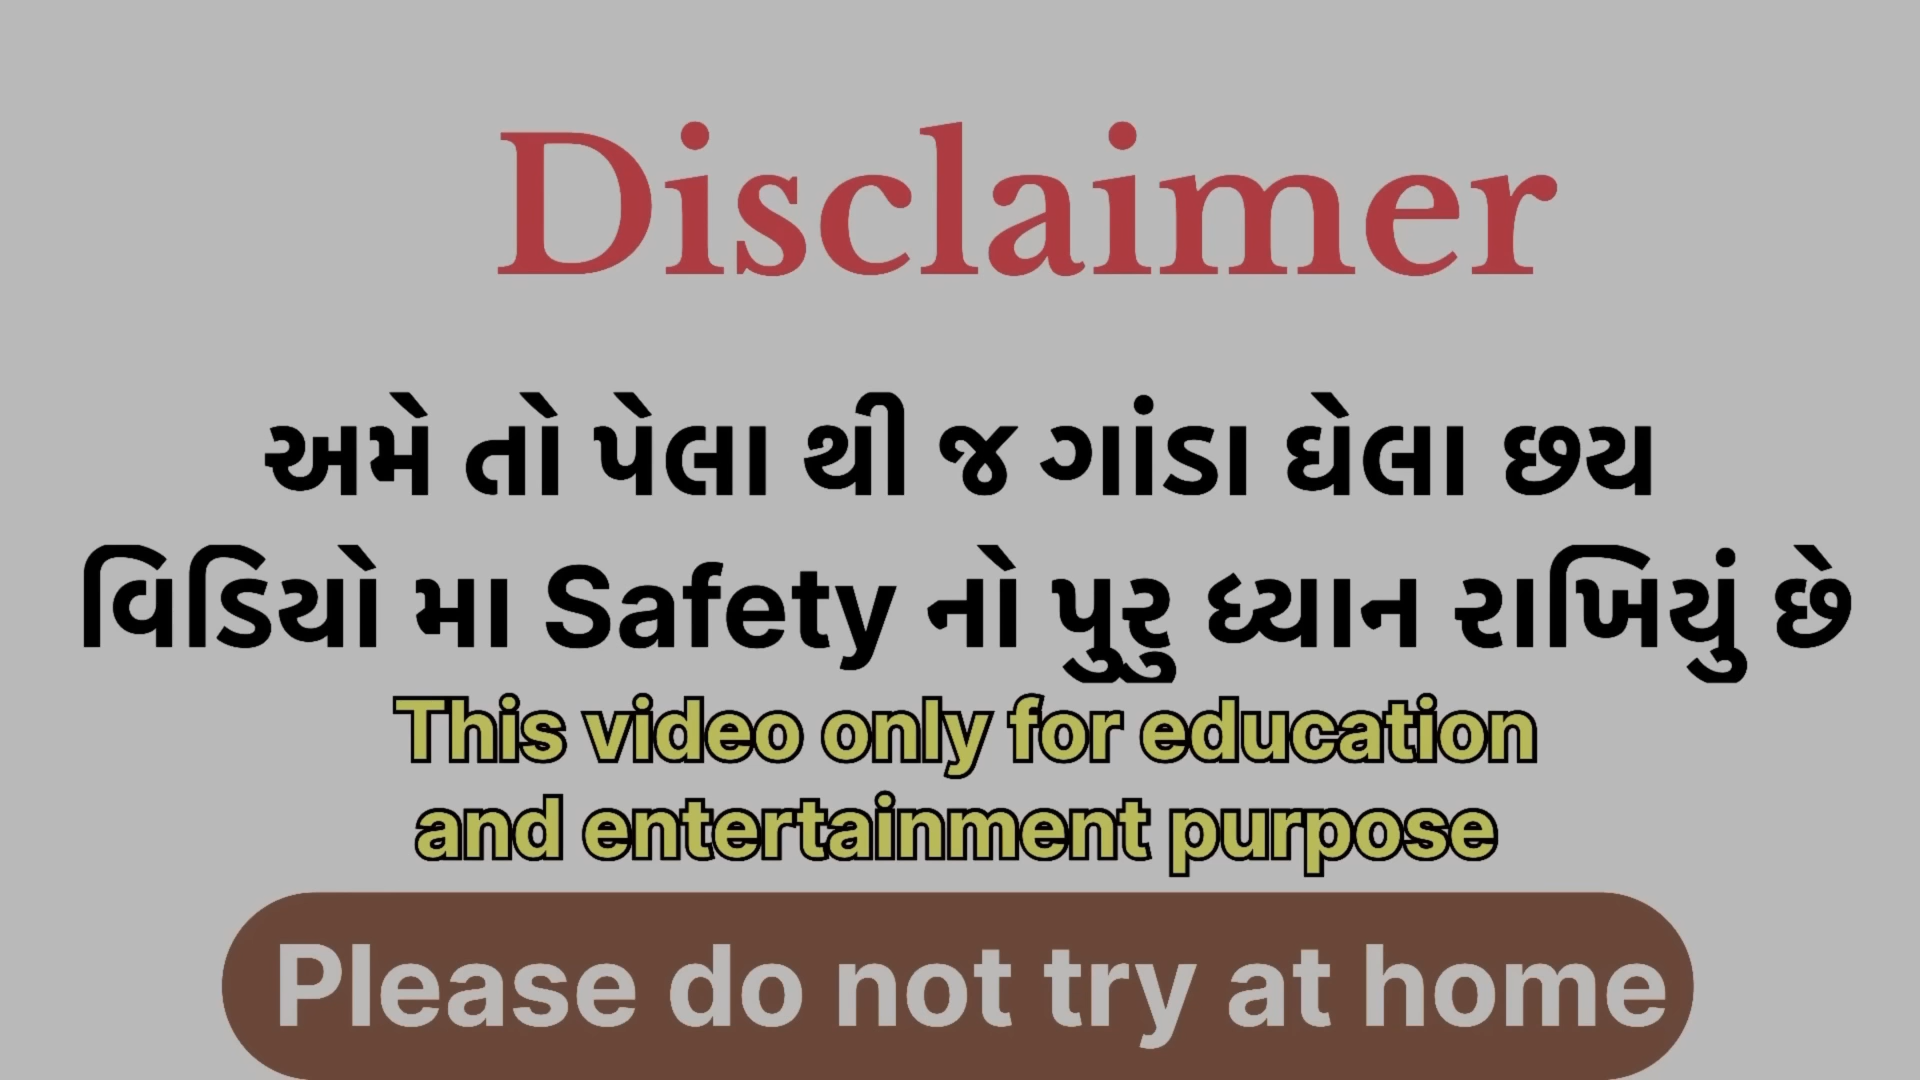 Disclaimer
અમે તો પેલા થી જ ગાંડા ઘેલા છય
વિડિયો મા Safety નો પુરુ ધ્યાન રાખિયું છે
This video only for education
and entertainment purpose
Please do not try at home